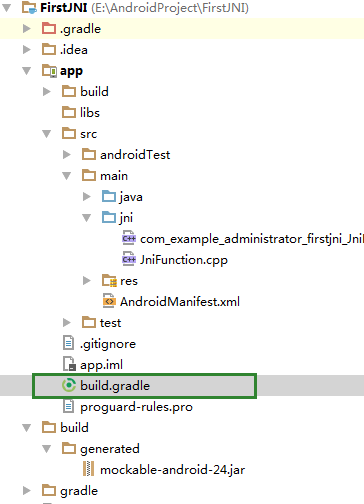 FirstJNI (E:\AndroidProject\FirstJNI)
.gradle
.idea
app
build
libs
src
androidTest
main
java
jni
com_example_administrator_firstjni_Jni
JniFunction.cpp
res
AndroidManifest.xml
test
.gitignore
app.iml
build.gradle
proguard-rules.pro
build
generated
mockable-android-24.jar
gradle